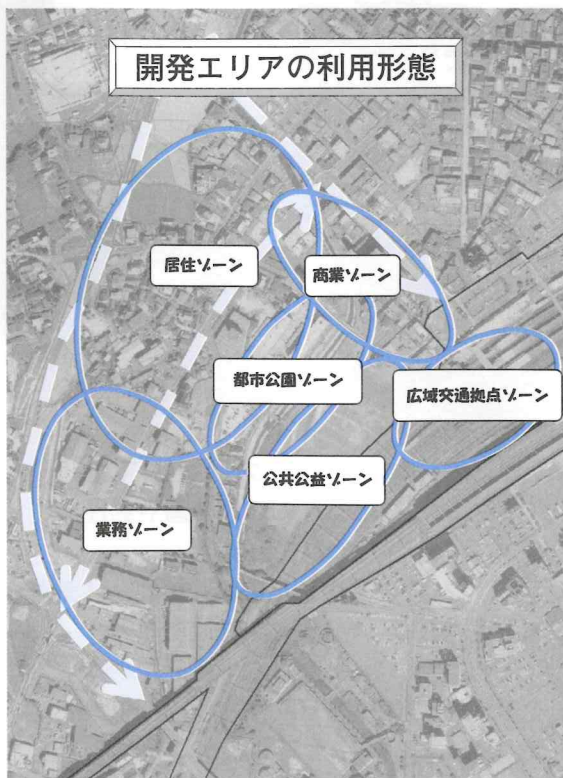 開発エリアの利用形態
居住ゾーン
商業ゾーン
都市公園ゾーン
広域交通拠点ゾーン
公共公益ゾーン
業務ゾーン